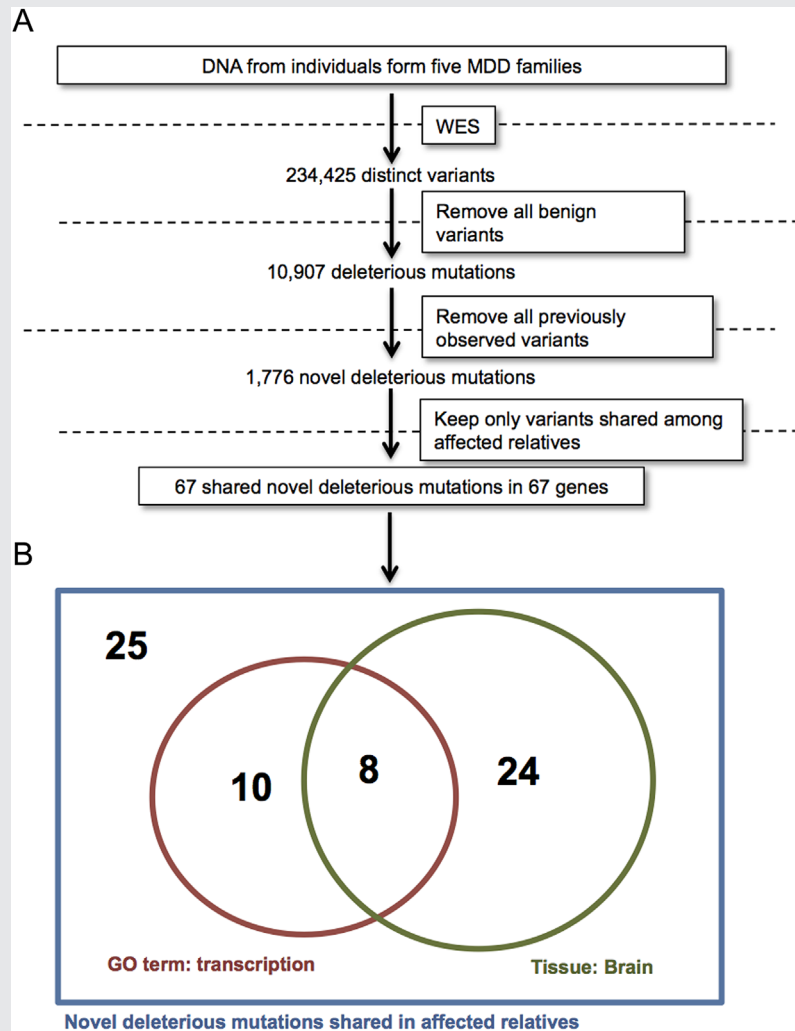 A
DNA from individuals form five MDD families
WES
234,425 distinct variants
Remove all benign
variants
10,907 deleterious mutations
Remove all previously
observed variants
1,776 novel deleterious mutations
Keep only variants shared among
affected relatives
67 shared novel deleterious mutations in 67 genes
B
25
10
8
24
GO term: transcription
Tissue: Brain
Novel deleterious mutations shared in affected relatives